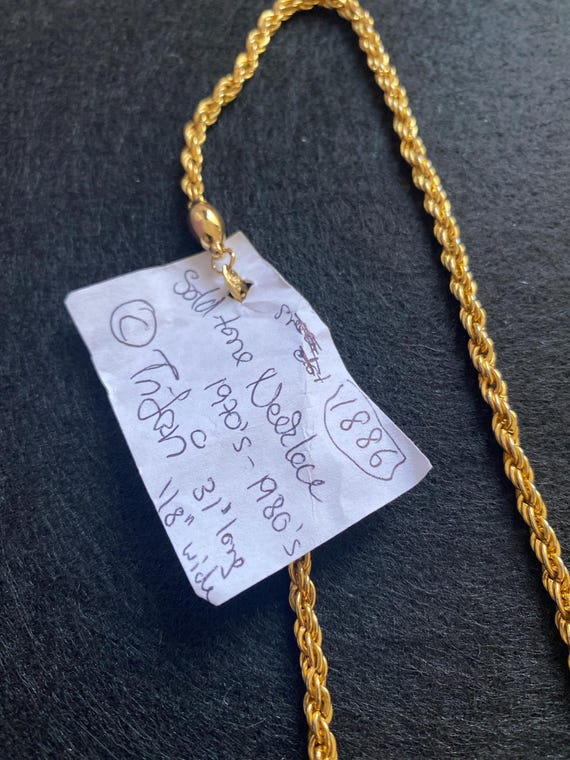 1886
Gold tone Necklace
1970's - 1980's
© Trifari
31" long
1/8" wide